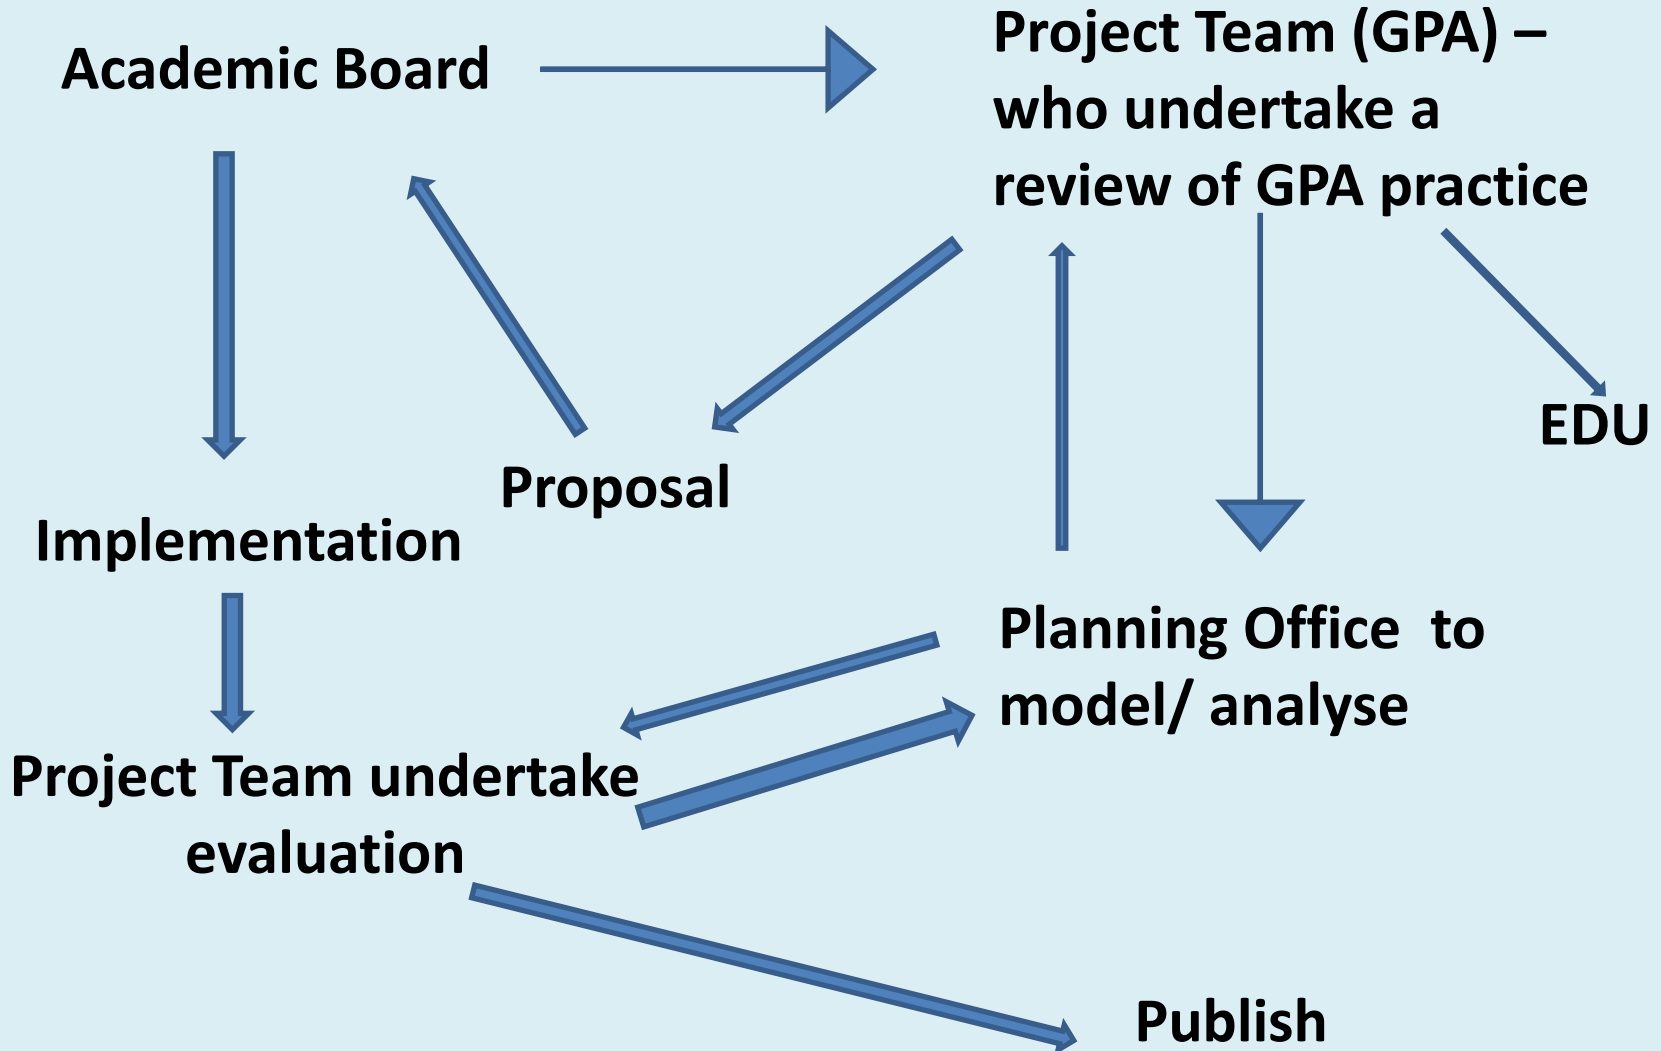 Academic Board
Project Team (GPA) –
who undertake a
review of GPA practice
EDU
Proposal
Implementation
Planning Office  to
model/ analyse
Project Team undertake
evaluation
Publish